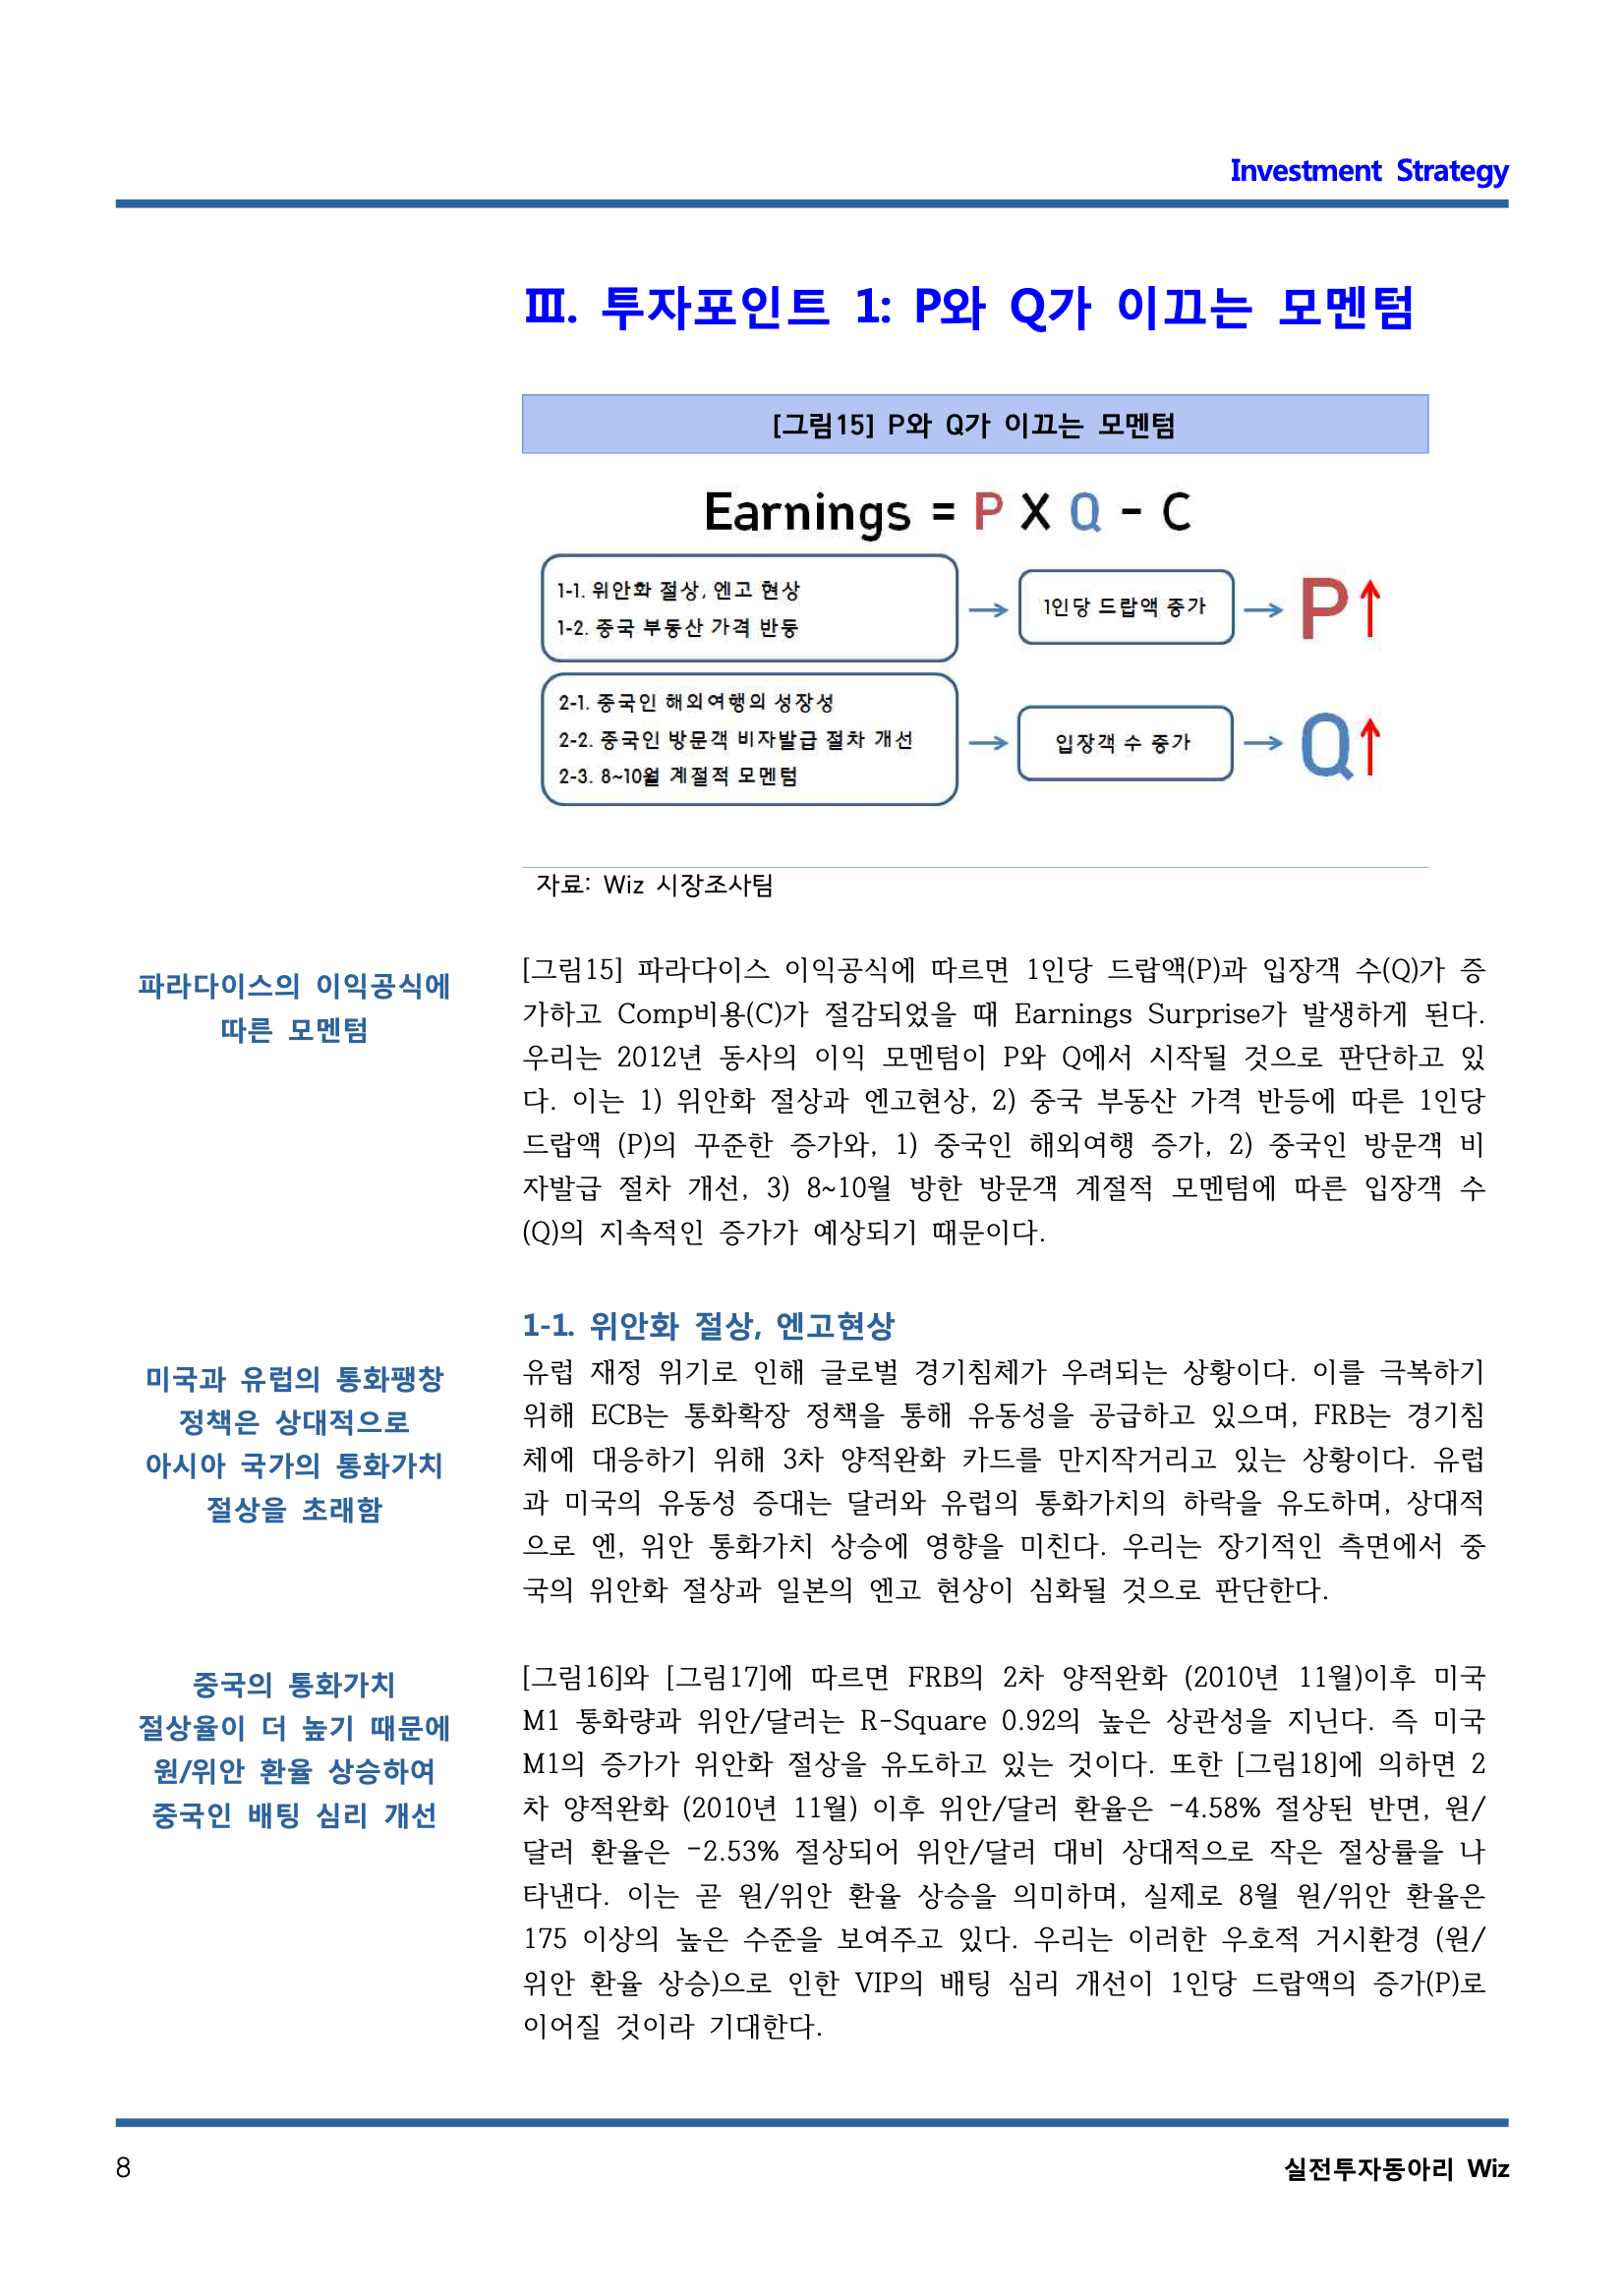 Investment Strategy
Ⅲ. 투자포인트 1: P와 Q가 이끄는 모멘텀
[그림15] P와 Q가 이끄는 모멘텀
Earnings = P X Q - C
1-1. 위안화 절상, 엔고 현상
1-2. 중국 부동산 가격 반등
1인당 드랍액 증가
P↑
2-1. 중국인 해외여행의 성장성
2-2. 중국인 방문객 비자발급 절차 개선
2-3. 8~10월 계절적 모멘텀
입장객 수 증가
Q↑
자료: Wiz 시장조사팀
파라다이스의 이익공식에
따른 모멘텀
[그림15] 파라다이스 이익공식에 따르면 1인당 드랍액(P)과 입장객 수(Q)가 증
가하고 Comp비용(C)가 절감되었을 때 Earnings Surprise가 발생하게 된다.
우리는 2012년 동사의 이익 모멘텀이 P와 Q에서 시작될 것으로 판단하고 있
다. 이는 1) 위안화 절상과 엔고현상, 2) 중국 부동산 가격 반등에 따른 1인당
드랍액 (P)의 꾸준한 증가와, 1) 중국인 해외여행 증가, 2) 중국인 방문객 비
자발급 절차 개선, 3) 8~10월 방한 방문객 계절적 모멘텀에 따른 입장객 수
(Q)의 지속적인 증가가 예상되기 때문이다.
1-1. 위안화 절상, 엔고현상
미국과 유럽의 통화팽창
정책은 상대적으로
아시아 국가의 통화가치
절상을 초래함
유럽 재정 위기로 인해 글로벌 경기침체가 우려되는 상황이다. 이를 극복하기
위해 ECB는 통화확장 정책을 통해 유동성을 공급하고 있으며, FRB는 경기침
체에 대응하기 위해 3차 양적완화 카드를 만지작거리고 있는 상황이다. 유럽
과 미국의 유동성 증대는 달러와 유럽의 통화가치의 하락을 유도하며, 상대적
으로 엔, 위안 통화가치 상승에 영향을 미친다. 우리는 장기적인 측면에서 중
국의 위안화 절상과 일본의 엔고 현상이 심화될 것으로 판단한다.
중국의 통화가치
절상율이 더 높기 때문에
원/위안 환율 상승하여
중국인 배팅 심리 개선
[그림16]와 [그림17]에 따르면 FRB의 2차 양적완화 (2010년 11월)이후 미국
M1 통화량과 위안/달러는 R-Square 0.92의 높은 상관성을 지닌다. 즉 미국
M1의 증가가 위안화 절상을 유도하고 있는 것이다. 또한 [그림18]에 의하면 2
차 양적완화 (2010년 11월) 이후 위안/달러 환율은 -4.58% 절상된 반면, 원/
달러 환율은 -2.53% 절상되어 위안/달러 대비 상대적으로 작은 절상률을 나
타낸다. 이는 곧 원/위안 환율 상승을 의미하며, 실제로 8월 원/위안 환율은
175 이상의 높은 수준을 보여주고 있다. 우리는 이러한 우호적 거시환경 (원/
위안 환율 상승)으로 인한 VIP의 배팅 심리 개선이 1인당 드랍액의 증가(P)로
이어질 것이라 기대한다.
8
실전투자동아리 Wiz